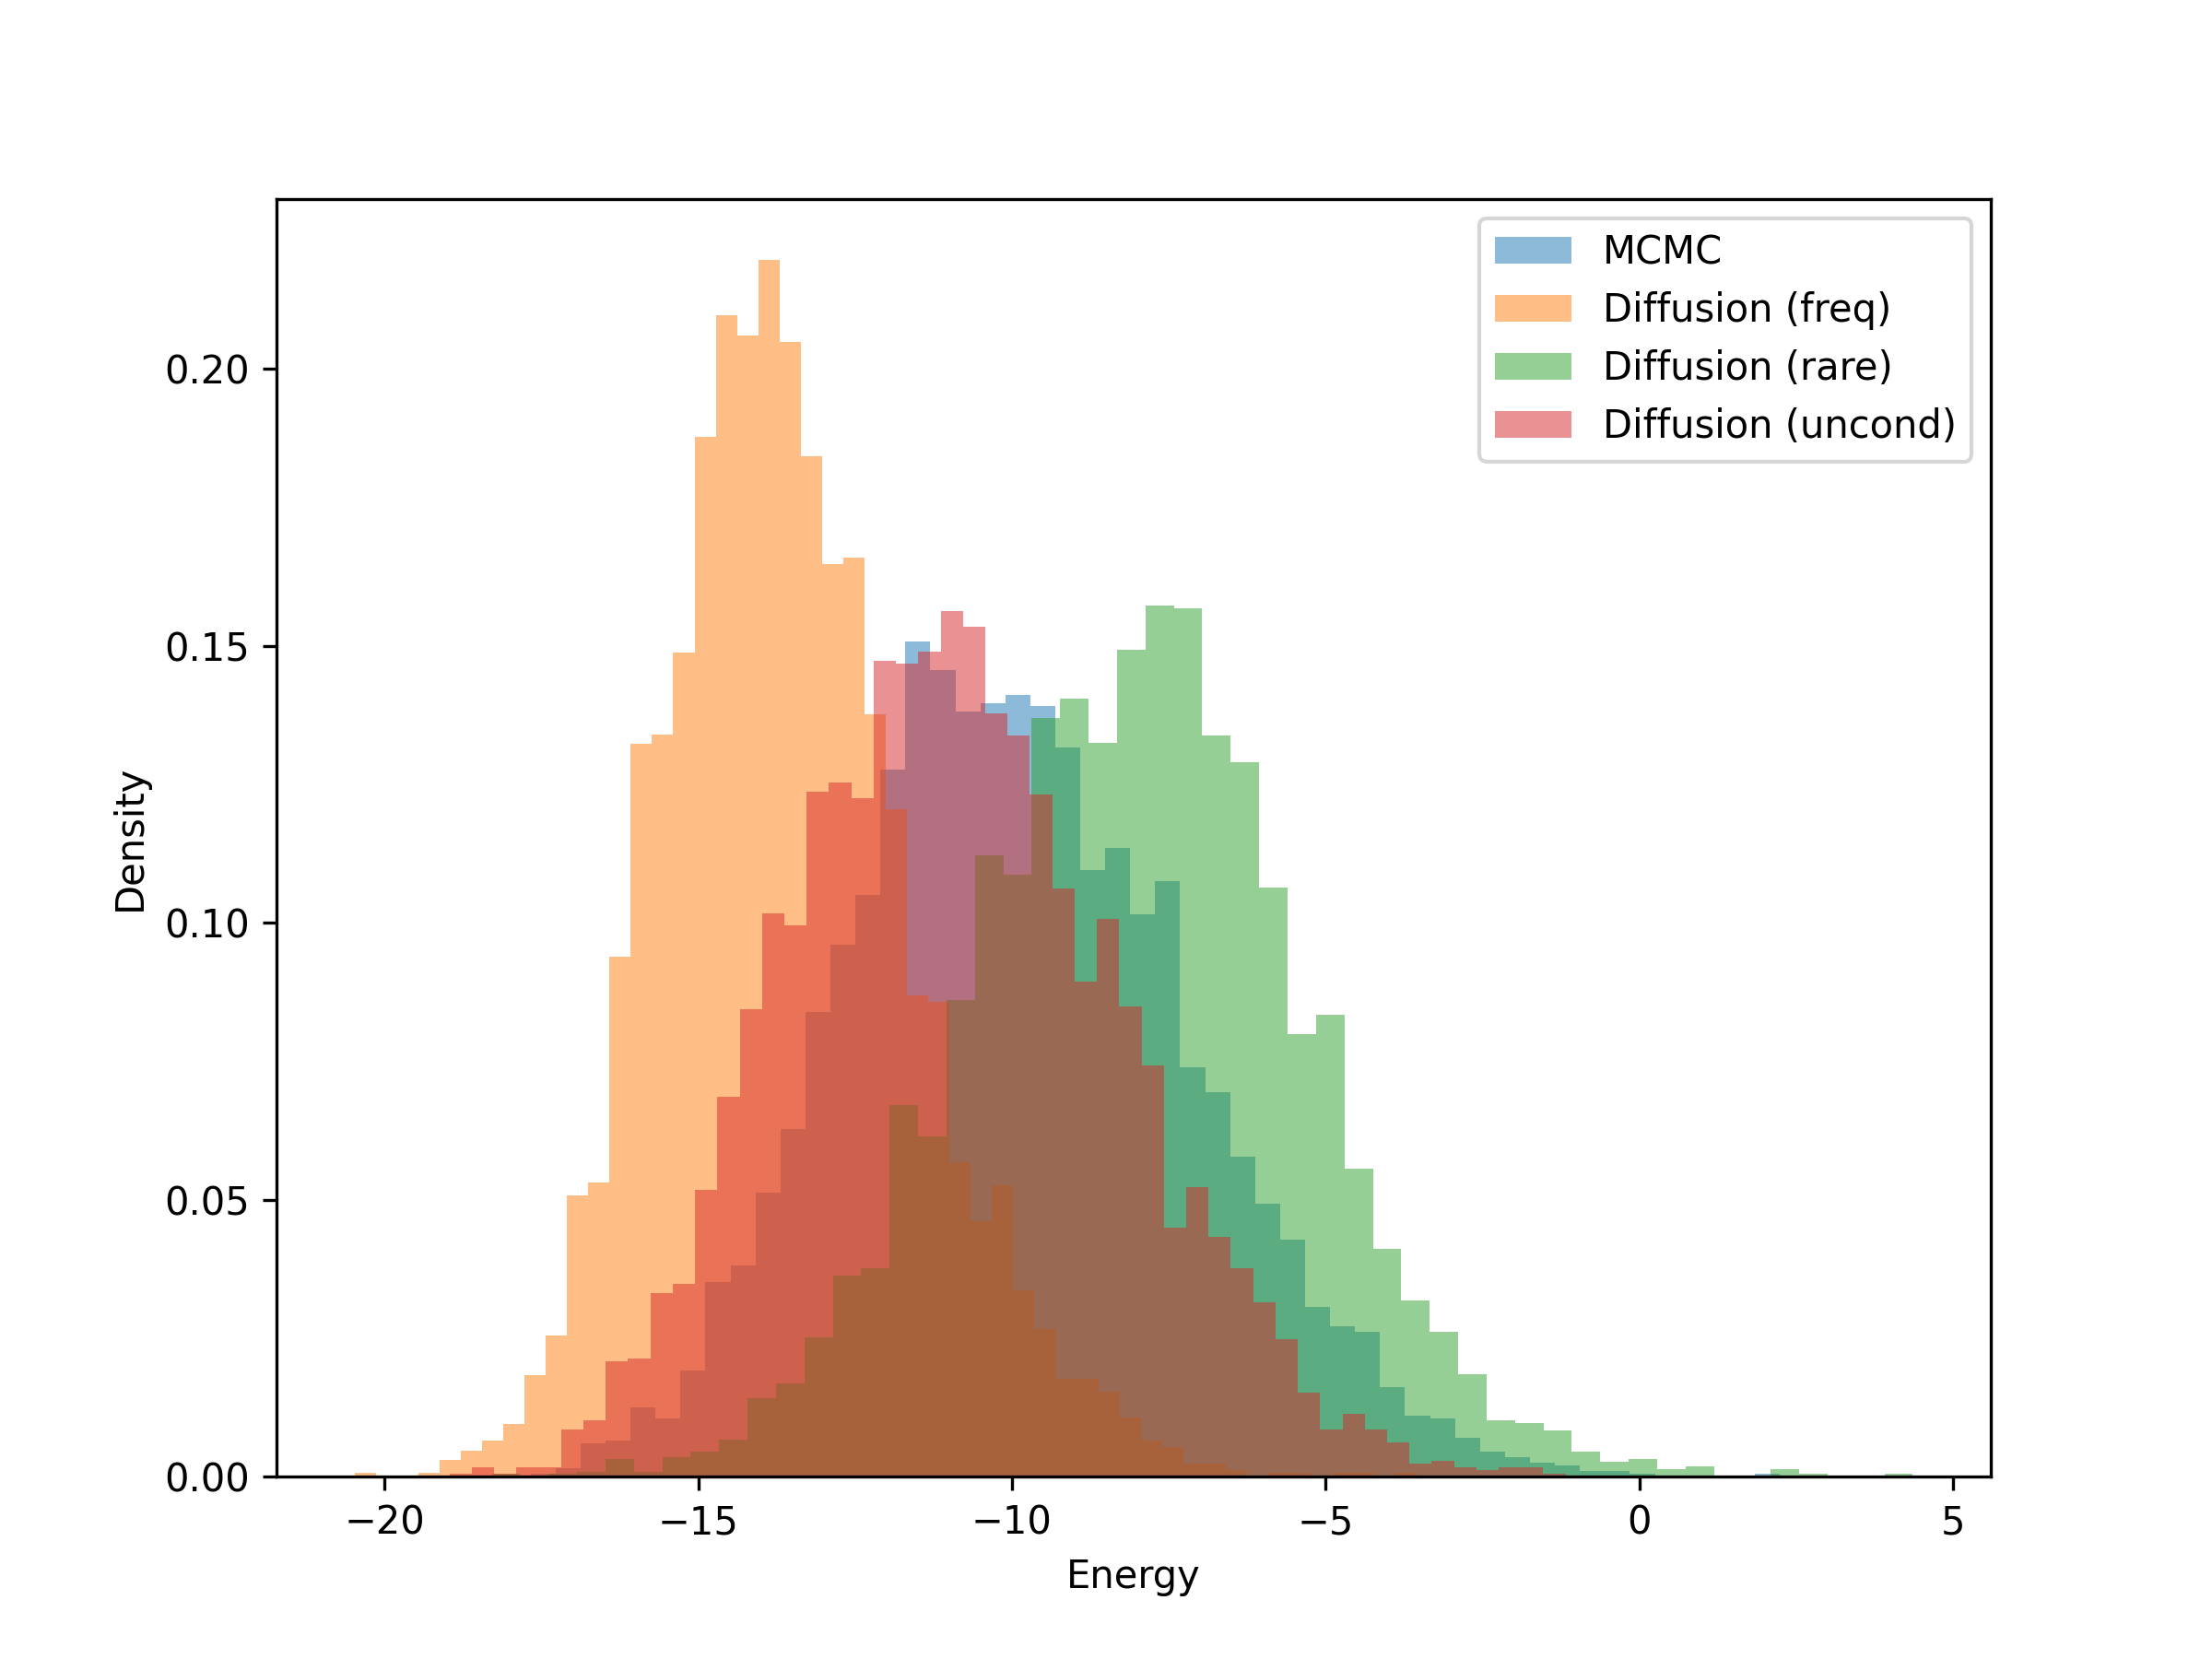 MCMC
Diffusion (freq)
Diffusion (rare)
Diffusion (uncond)
0.20
0.15
0.10
0.05
0.00
Density
−20 −15 −10 −5 0 5
Energy